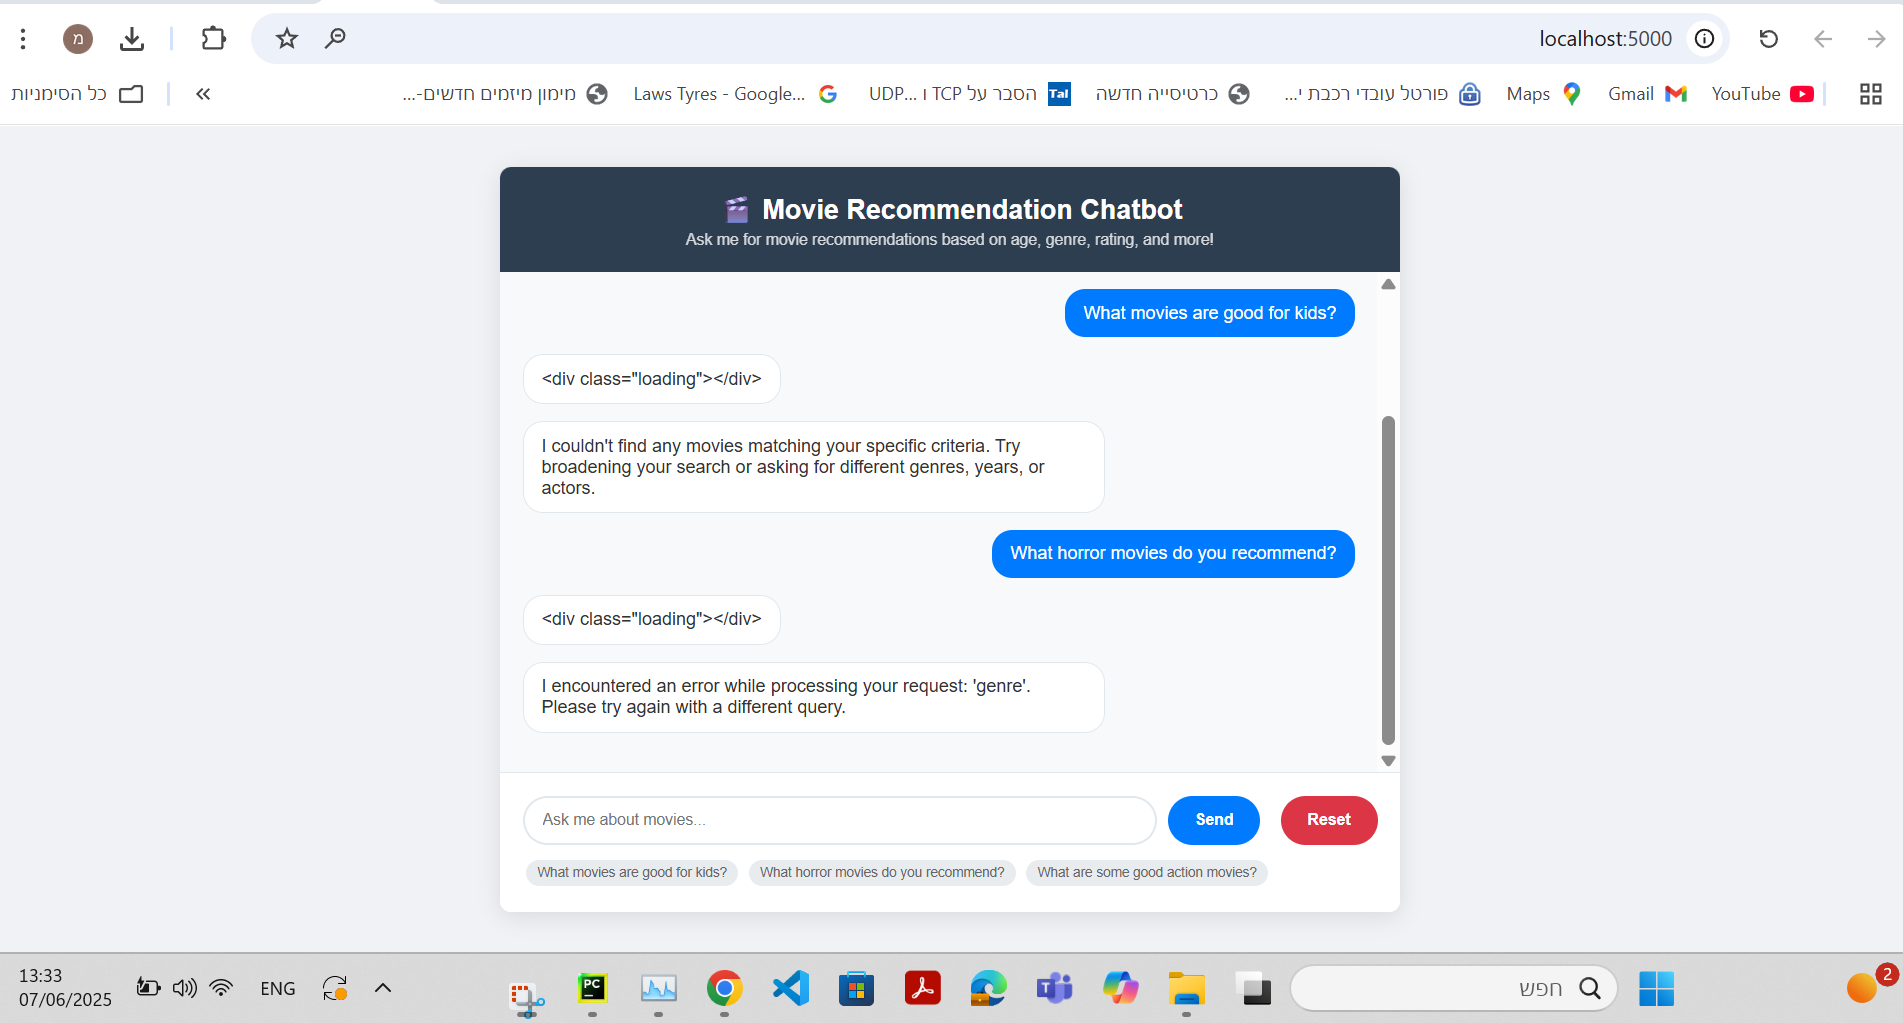 מ
localhost:5000
YouTube
Gmail
Maps
פורטל עובדי רכבת י...
כרטיסייה חדשה
Tal
הסבר על TCP ו UDP...
Laws Tyres - Google...
מימון מיזמים חדשים-...
כל הסימניות
Movie Recommendation Chatbot
Ask me for movie recommendations based on age, genre, rating, and more!
What movies are good for kids?
<div class="loading"></div>
I couldn't find any movies matching your specific criteria. Try
broadening your search or asking for different genres, years, or
actors.
What horror movies do you recommend?
<div class="loading"></div>
I encountered an error while processing your request: 'genre'.
Please try again with a different query.
Ask me about movies...
Send
Reset
What movies are good for kids?
What horror movies do you recommend?
What are some good action movies?
13:33
07/06/2025
ENG
PC
חפש
2